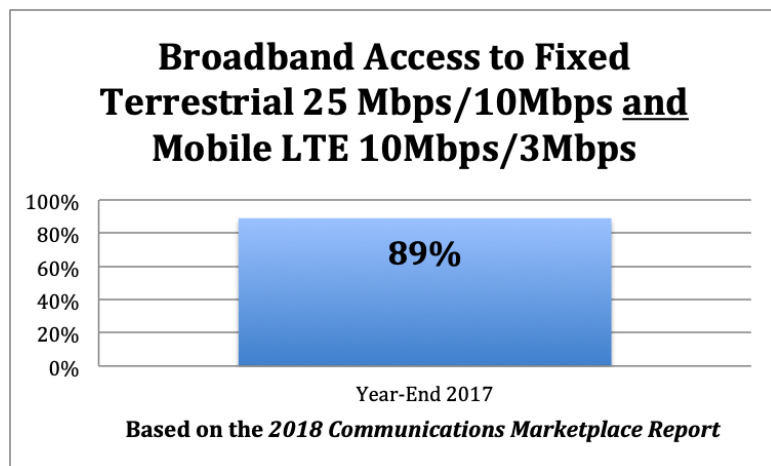 Broadband Access to Fixed
Terrestrial 25 Mbps/10Mbps and
Mobile LTE 10Mbps/3Mbps
100%
80%
60%
40%
20%
0%
89%
Year-End 2017
Based on the 2018 Communications Marketplace Report